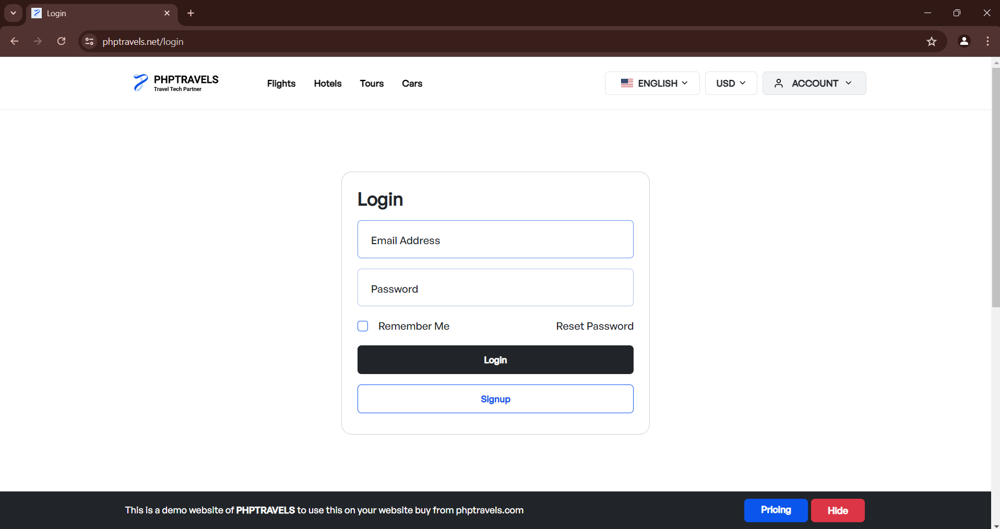 Login
phptravels.net/login
PHPTRAVELS
Travel Tech Partner
Flights Hotels Tours Cars
ENGLISH USD ACCOUNT
Login
Email Address
Password
Remember Me Reset Password
Login
Signup
This is a demo website of PHPTRAVELS to use this on your website buy from phptravels.com
Pricing Hide